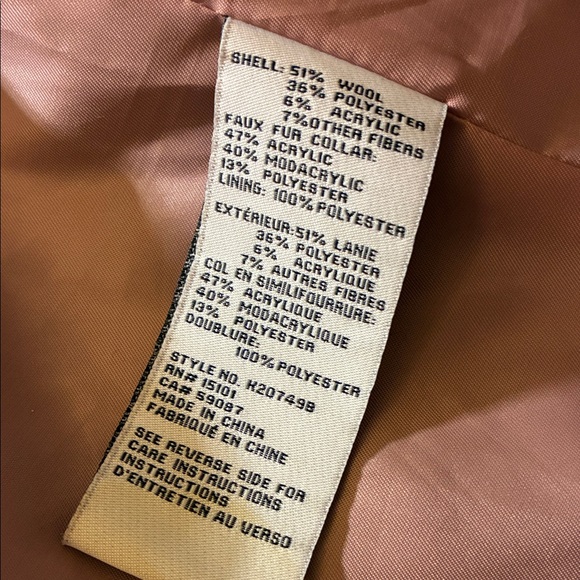 SHELL: 51% WOOL
36% POLYESTER
6% ACRYLIC
7%OTHER FIBERS
FAUX FUR COLLAR:
47% ACRYLIC
40% MODACRYLIC
13% POLYESTER
LINING: 100% POLYESTER
EXTÉRIEUR:51% LANIE
36% POLYESTER
6% ACRYLIQUE
7% AUTRES FIBRES
COL EN SIMILIFOURRURE:
47% ACRYLIQUE
40% MODACRYLIQUE
13% POLYESTER
DOUBLURE:
100%POLYESTER
STYLE NO. K20749B
RN# 15101
CA# 59087
MADE IN CHINA
FABRIQUÉ EN CHINE
SEE REVERSE SIDE FOR
CARE INSTRUCTIONS
INSTRUCTIONS
D'ENTRETIEN AU VERSO